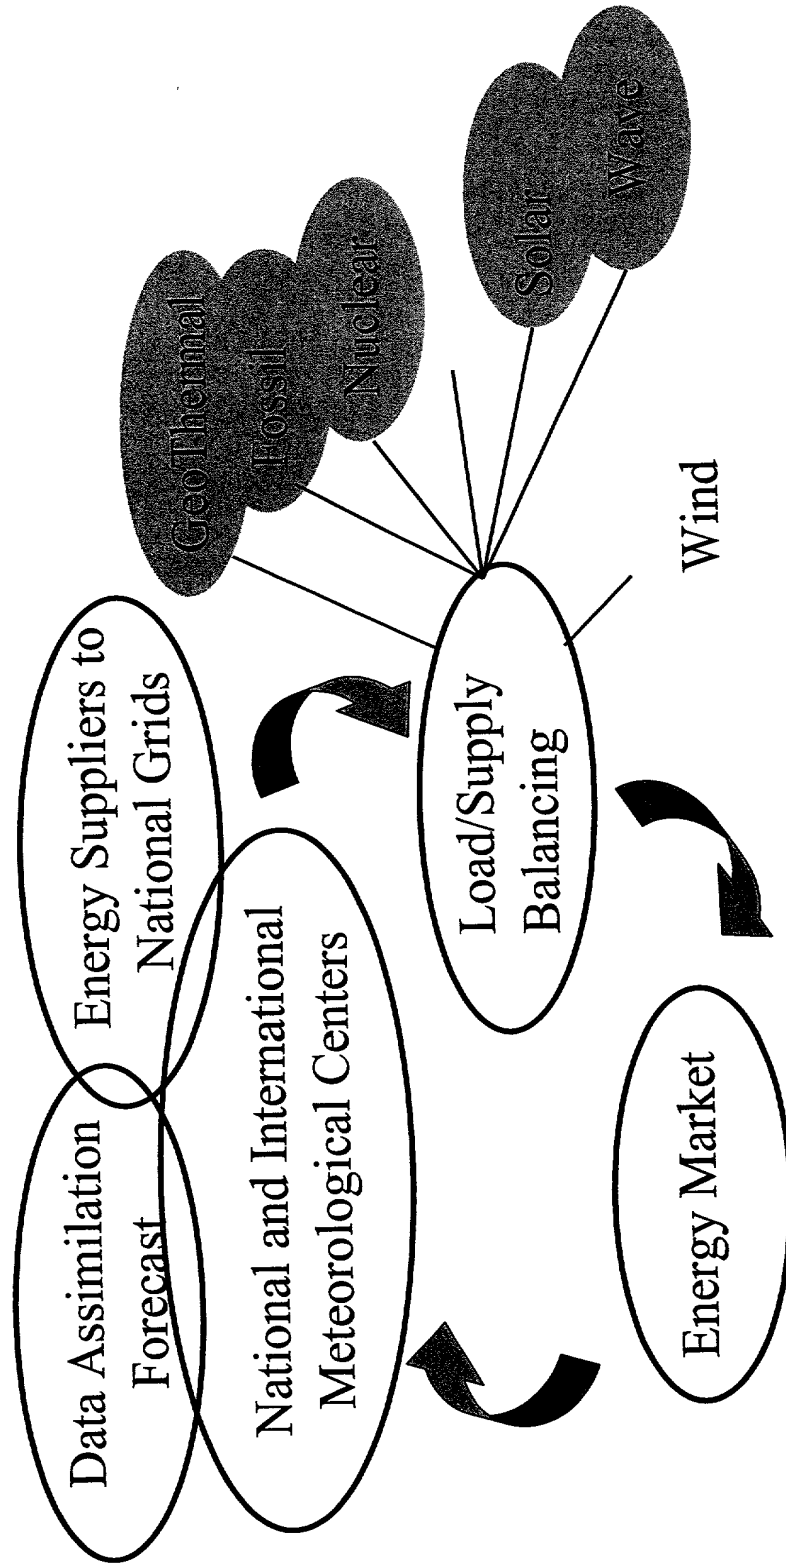 Data Assimilation
Forecast
Energy Suppliers to
National Grids
National and International
Meteorological Centers
GeoThermal
Fossil
Nuclear
Load/Supply
Balancing
Solar
Wave
Wind
Energy Market